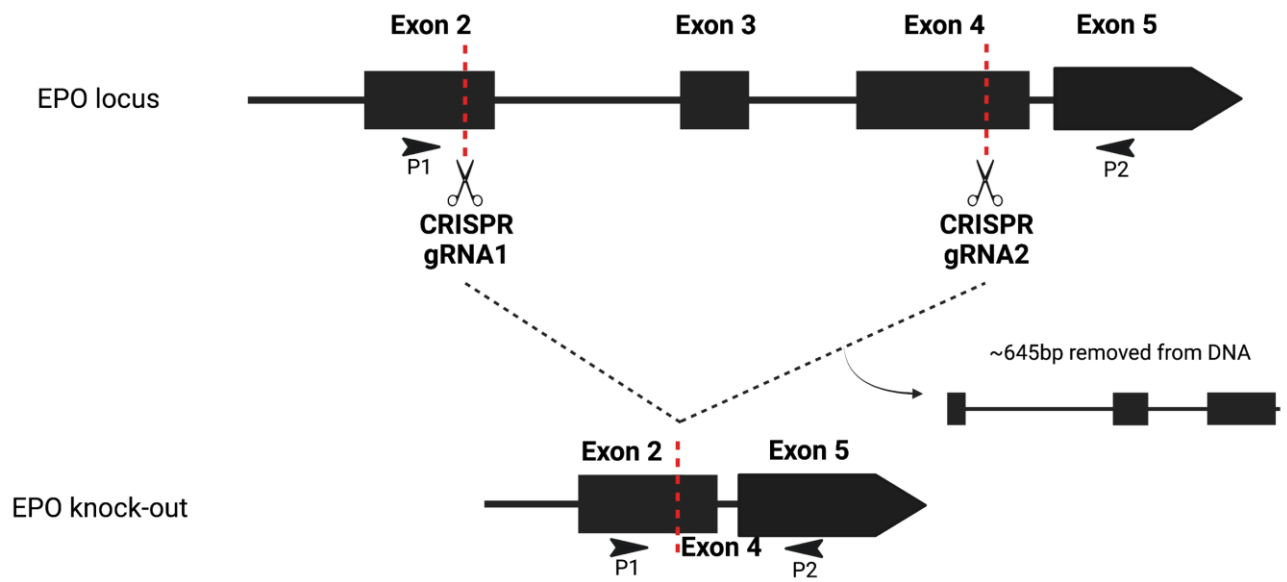 Exon 2
Exon 3
Exon 4
Exon 5
EPO locus
P1
P2
CRISPR
gRNA1
CRISPR
gRNA2
~645bp removed from DNA
Exon 2
Exon 5
EPO knock-out
Exon 4
P1
P2